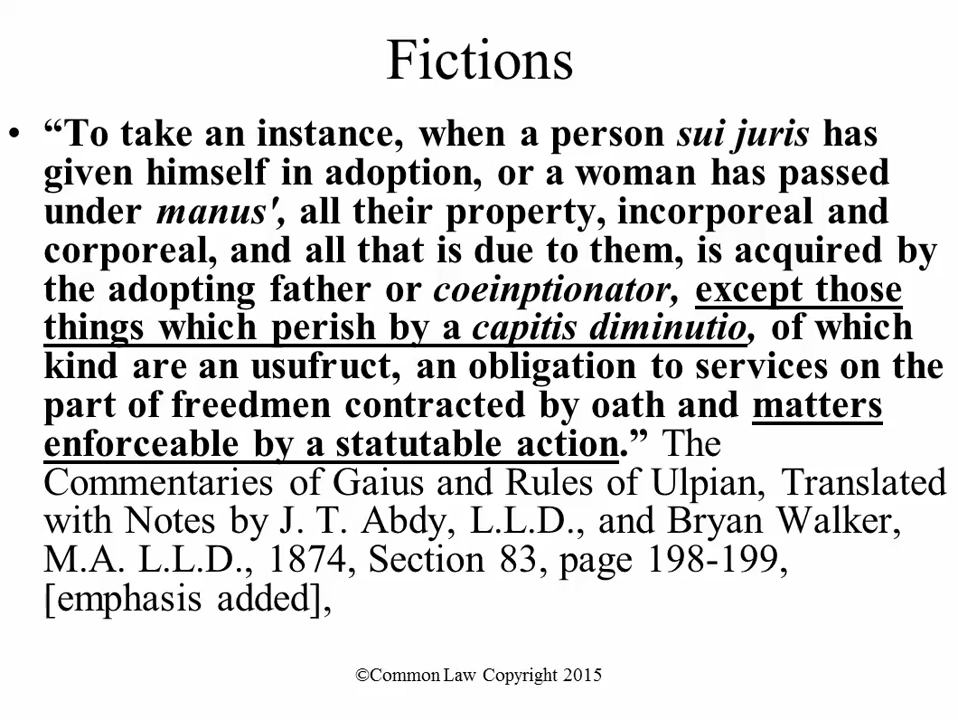 Fictions
• “To take an instance, when a person sui juris has
given himself in adoption, or a woman has passed
under manus', all their property, incorporeal and
corporeal, and all that is due to them, is acquired by
the adopting father or coeinptionator, except those
things which perish by a capitis diminutio, of which
kind are an usufruct, an obligation to services on the
part of freedmen contracted by oath and matters
enforceable by a statutable action.” The
Commentaries of Gaius and Rules of Ulpian, Translated
with Notes by J. T. Abdy, L.L.D., and Bryan Walker,
M.A. L.L.D., 1874, Section 83, page 198-199,
[emphasis added],
©Common Law Copyright 2015